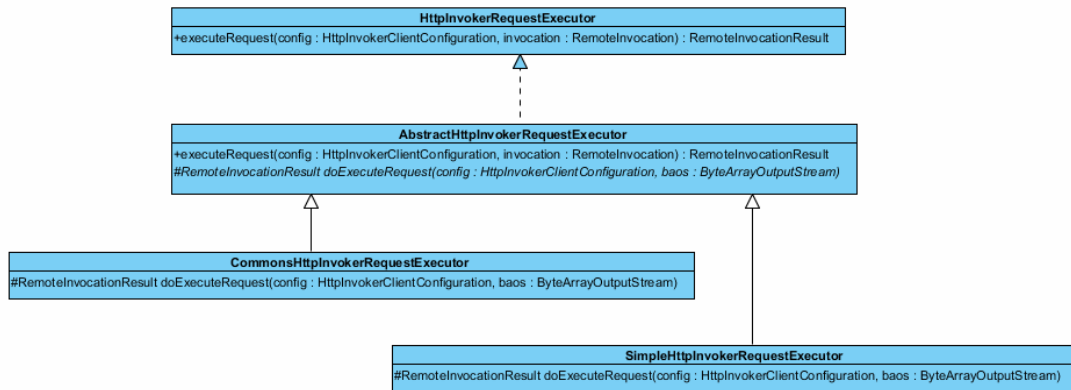 HttpInvokerRequestExecutor
+executeRequest(config : HttpInvokerClientConfiguration, invocation : RemoteInvocation) : RemoteInvocationResult
AbstractHttpInvokerRequestExecutor
+executeRequest(config : HttpInvokerClientConfiguration, invocation : RemoteInvocation) : RemoteInvocationResult
#RemoteInvocationResult doExecuteRequest(config : HttpInvokerClientConfiguration, baos : ByteArrayOutputStream)
CommonsHttpInvokerRequestExecutor
#RemoteInvocationResult doExecuteRequest(config : HttpInvokerClientConfiguration, baos : ByteArrayOutputStream)
SimpleHttpInvokerRequestExecutor
#RemoteInvocationResult doExecuteRequest(config : HttpInvokerClientConfiguration, baos : ByteArrayOutputStream)